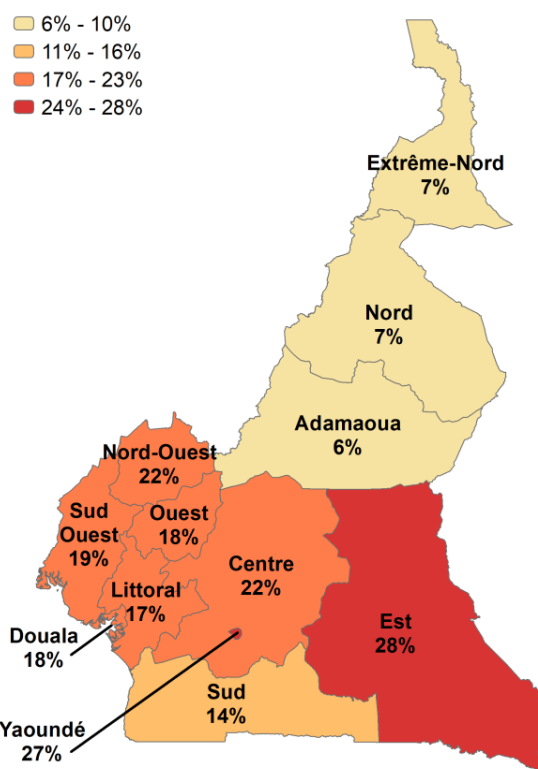 6% - 10%
11% - 16%
17% - 23%
24% - 28%
Extrême-Nord
7%
Nord
7%
Adamaoua
6%
Nord-Ouest
22%
Ouest
18%
Sud
Ouest
19%
Centre
22%
Littoral
17%
Est
28%
Douala
18%
Sud
14%
Yaoundé
27%